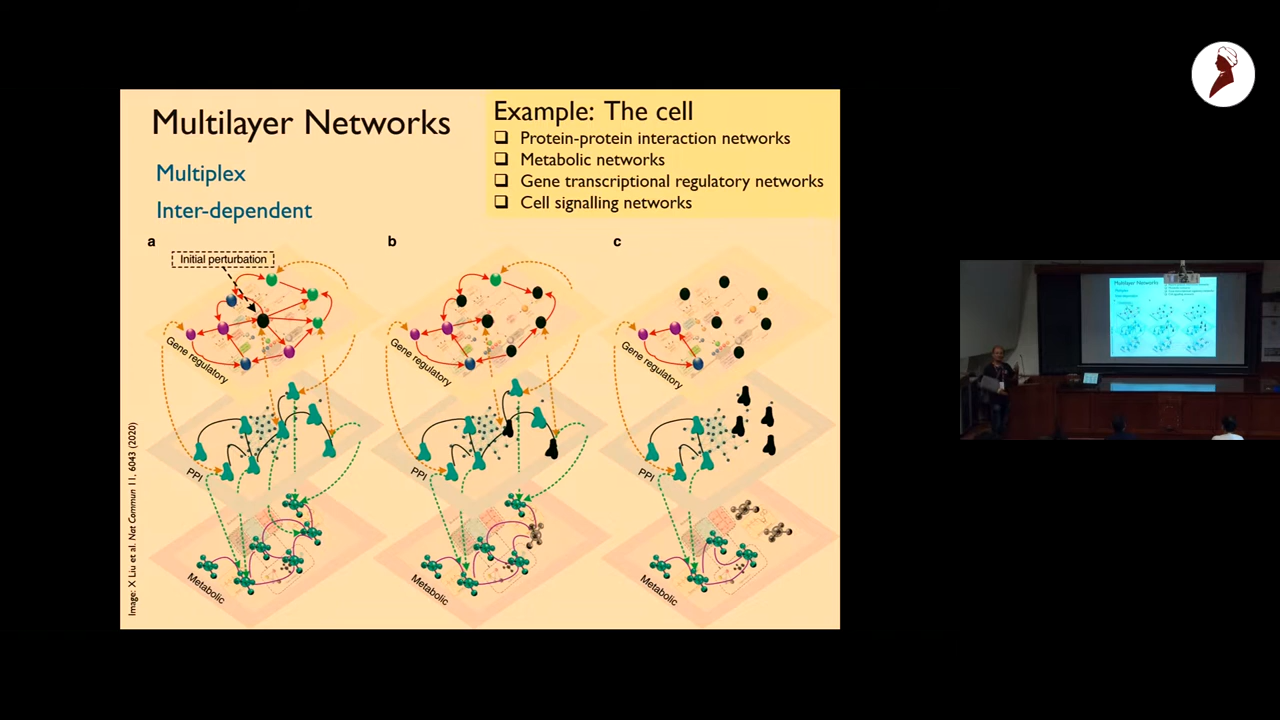 Multilayer Networks
Multiplex
Inter-dependent
Example: The cell
Protein-protein interaction networks
Metabolic networks
Gene transcriptional regulatory networks
Cell signalling networks
a
Initial perturbation
Gene regulatory
PPI
Metabolic
b
Gene regulatory
PPI
Metabolic
c
Gene regulatory
PPI
Metabolic
Image: X Liu et al. Nat Commun 11, 6043 (2020)
Multilayer Networks